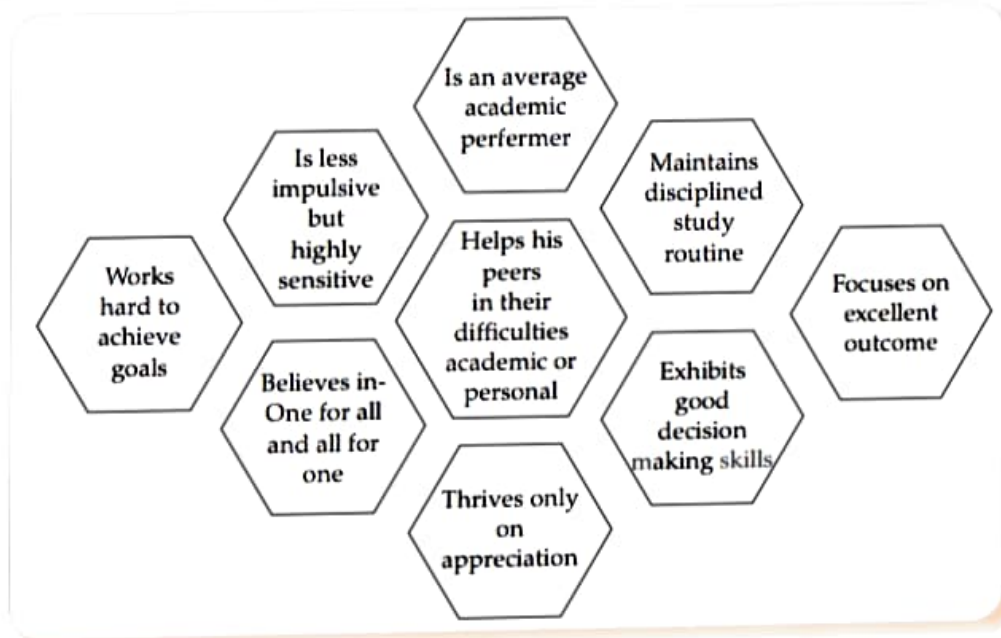 Is an average
academic
perfermer
Is less
impulsive
but
highly
sensitive
Maintains
disciplined
study
routine
Works
hard to
achieve
goals
Helps his
peers
in their
difficulties
academic or
personal
Focuses on
excellent
outcome
Believes in-
One for all
and all for
one
Exhibits
good
decision
making skills
Thrives only
on
appreciation